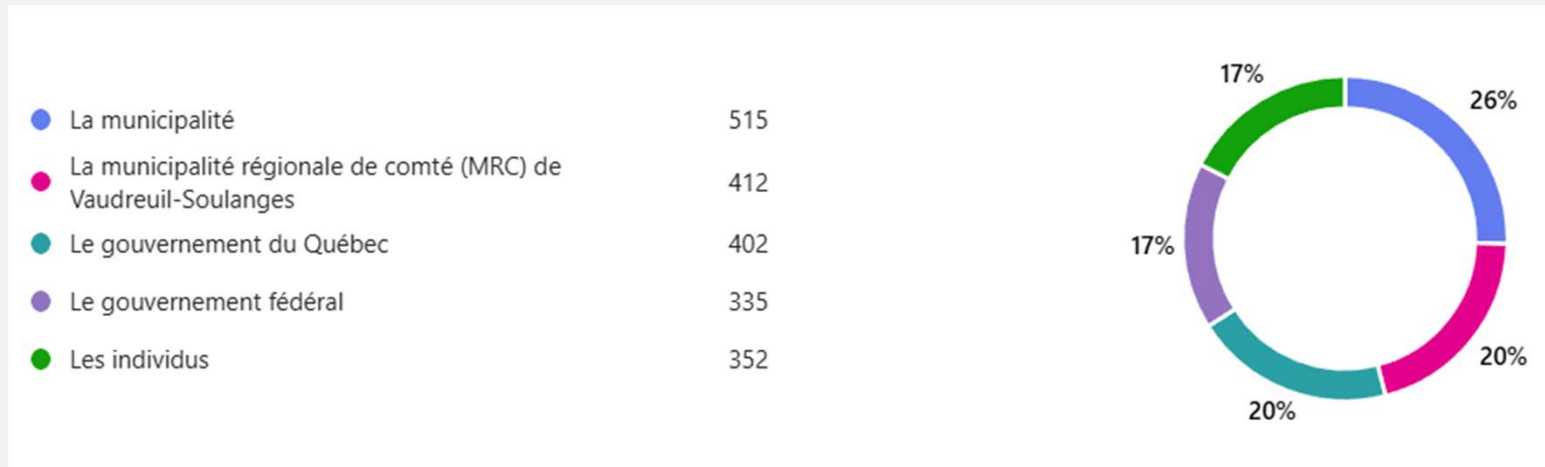 La municipalité 515
La municipalité régionale de comté (MRC) de
Vaudreuil-Soulanges 412
Le gouvernement du Québec 402
Le gouvernement fédéral 335
Les individus 352
17%
26%
17%
20%
20%